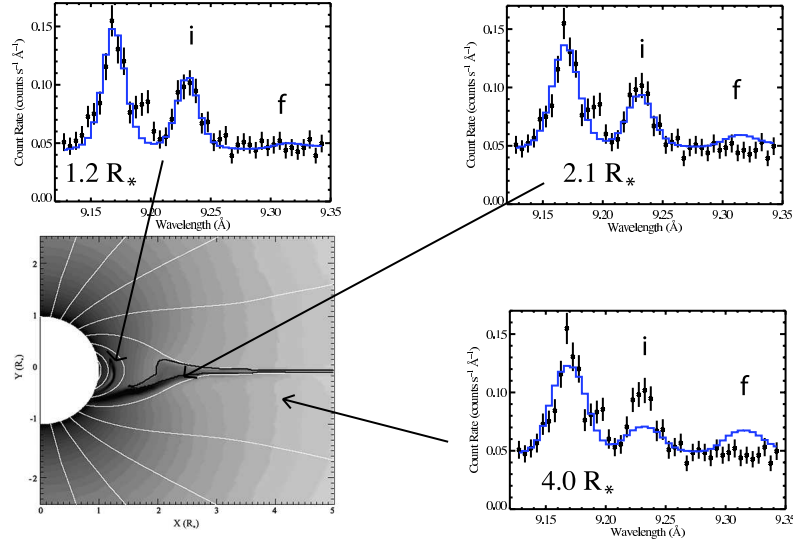 0.15
0.10
0.05
0.00
Count Rate (counts s⁻¹ Å⁻¹)
i
f
1.2 R*
9.15 9.20 9.25 9.30 9.35
Wavelength (Å)
0.15
0.10
0.05
0.00
Count Rate (counts s⁻¹ Å⁻¹)
i
f
2.1 R*
9.15 9.20 9.25 9.30 9.35
Wavelength (Å)
2
1
0
-1
-2
Y (R*)
0 1 2 3 4 5
X (R*)
0.15
0.10
0.05
0.00
Count Rate (counts s⁻¹ Å⁻¹)
i
f
4.0 R*
9.15 9.20 9.25 9.30 9.35
Wavelength (Å)